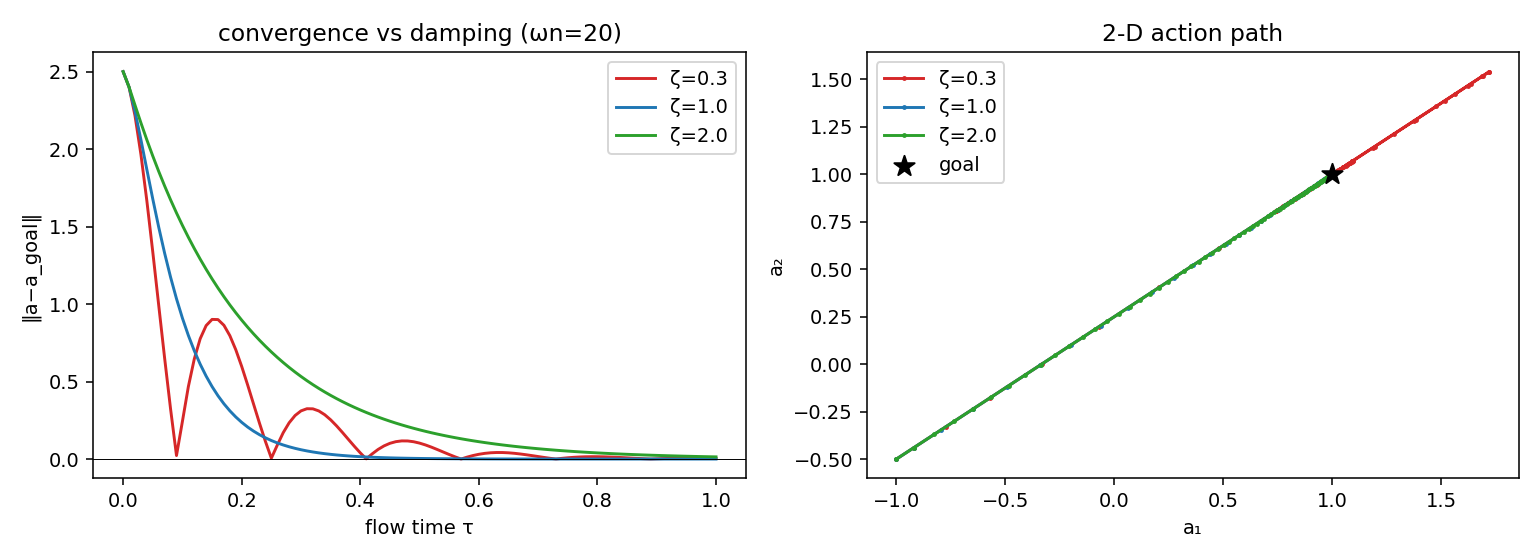 convergence vs damping (ωn=20)
2.5
2.0
1.5
1.0
0.5
0.0
‖a−a_goal‖
0.0 0.2 0.4 0.6 0.8 1.0
flow time τ
ζ=0.3
ζ=1.0
ζ=2.0
2-D action path
1.50
1.25
1.00
0.75
0.50
0.25
0.00
−0.25
−0.50
a₂
−1.0 −0.5 0.0 0.5 1.0 1.5
a₁
ζ=0.3
ζ=1.0
ζ=2.0
goal